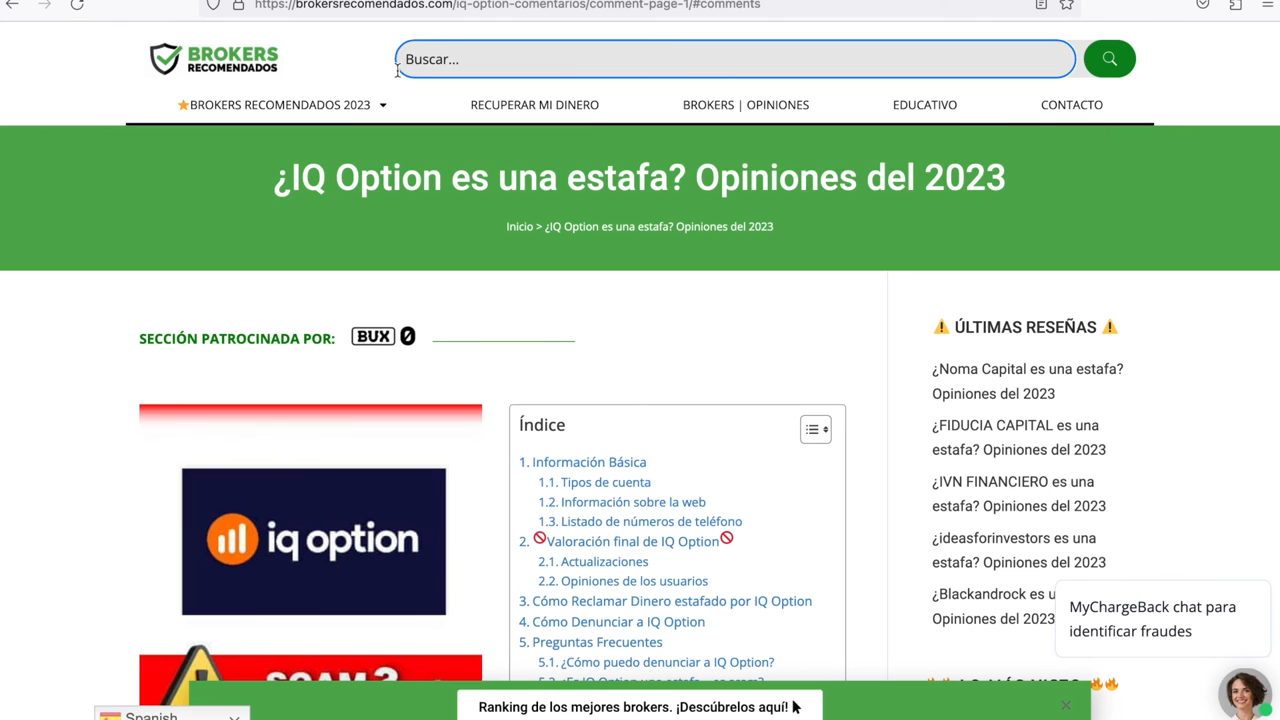 https://brokersrecomendados.com/iq-option-comentarios/comment-page-1/#comments
BROKERS
RECOMENDADOS
Buscar...
BROKERS RECOMENDADOS 2023
RECUPERAR MI DINERO
BROKERS | OPINIONES
EDUCATIVO
CONTACTO
¿IQ Option es una estafa? Opiniones del 2023
Inicio > ¿IQ Option es una estafa? Opiniones del 2023
SECCIÓN PATROCINADA POR:
BUX 0
iq option
Índice
1. Información Básica
1.1. Tipos de cuenta
1.2. Información sobre la web
1.3. Listado de números de teléfono
2. Valoración final de IQ Option
2.1. Actualizaciones
2.2. Opiniones de los usuarios
3. Cómo Reclamar Dinero estafado por IQ Option
4. Cómo Denunciar a IQ Option
5. Preguntas Frecuentes
5.1. ¿Cómo puedo denunciar a IQ Option?
ÚLTIMAS RESEÑAS
¿Noma Capital es una estafa?
Opiniones del 2023
¿FIDUCIA CAPITAL es una
estafa? Opiniones del 2023
¿IVN FINANCIERO es una
estafa? Opiniones del 2023
¿ideasforinvestors es una
estafa? Opiniones del 2023
¿Blackandrock es
Opiniones del 2023
MyChargeBack chat para
identificar fraudes
Ranking de los mejores brokers. ¡Descúbrelos aquí!
Spanish